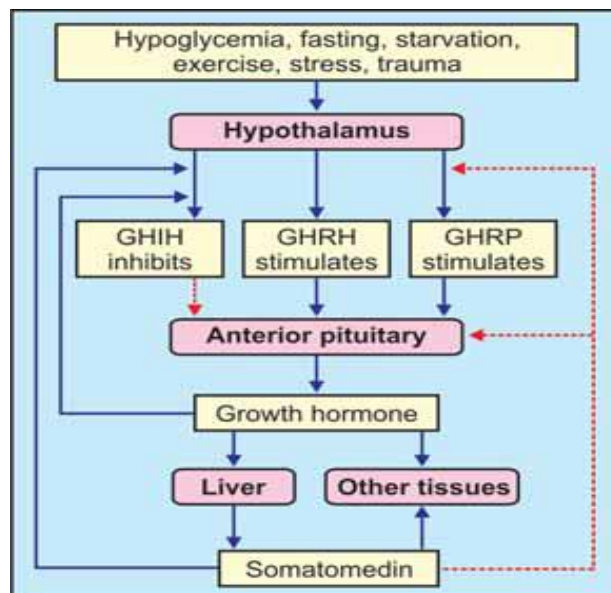 Hypoglycemia, fasting, starvation,
exercise, stress, trauma
Hypothalamus
GHIH
inhibits
GHRH
stimulates
GHRP
stimulates
Anterior pituitary
Growth hormone
Liver
Other tissues
Somatomedin